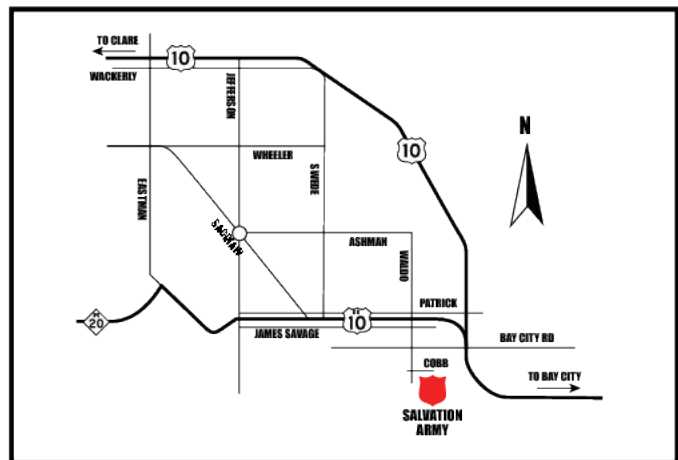 TO CLARE
10
WACKERLY
JEFFERSON
10
N
WHEELER
EASTMAN
SWEDE
SAGINAW
ASHMAN
WALDO
PATRICK
M
20
10
JAMES SAVAGE
BAY CITY RD
COBB
TO BAY CITY
SALVATION
ARMY